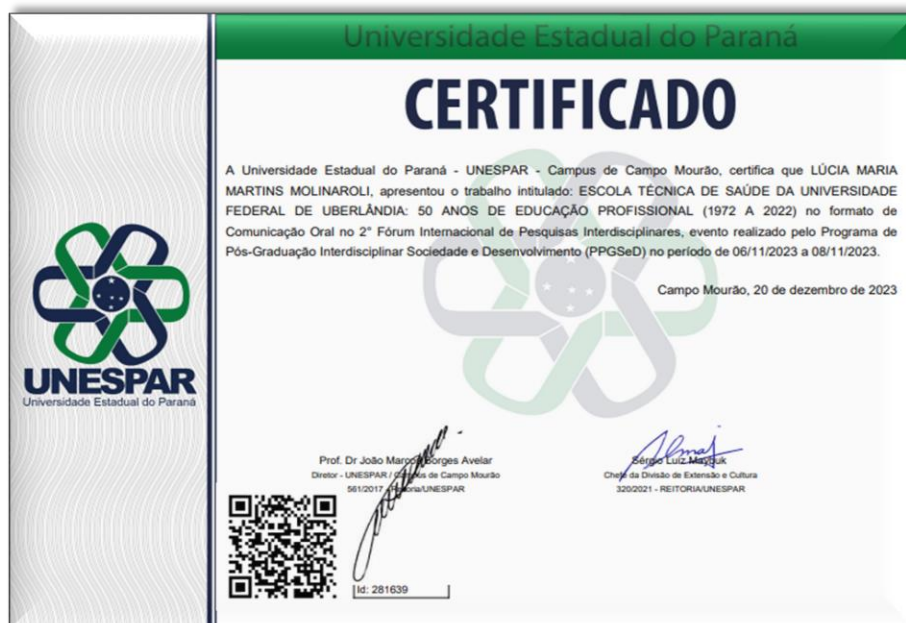 Universidade Estadual do Paraná
CERTIFICADO
A Universidade Estadual do Paraná - UNESPAR - Campus de Campo Mourão, certifica que LÚCIA MARIA
MARTINS MOLINAROLI, apresentou o trabalho intitulado: ESCOLA TÉCNICA DE SAÚDE DA UNIVERSIDADE
FEDERAL DE UBERLÂNDIA: 50 ANOS DE EDUCAÇÃO PROFISSIONAL (1972 A 2022) no formato de
Comunicação Oral no 2° Fórum Internacional de Pesquisas Interdisciplinares, evento realizado pelo Programa de
Pós-Graduação Interdisciplinar Sociedade e Desenvolvimento (PPGSeD) no período de 06/11/2023 a 08/11/2023.
Campo Mourão, 20 de dezembro de 2023
UNESPAR
Universidade Estadual do Paraná
Prof. Dr João Marcos Borges Avelar
Diretor - UNESPAR / Campus de Campo Mourão
561/2017 - Reitoria/UNESPAR
Sérgio Luiz Maybuk
Chefe da Divisão de Extensão e Cultura
320/2021 - REITORIA/UNESPAR
Id: 281639